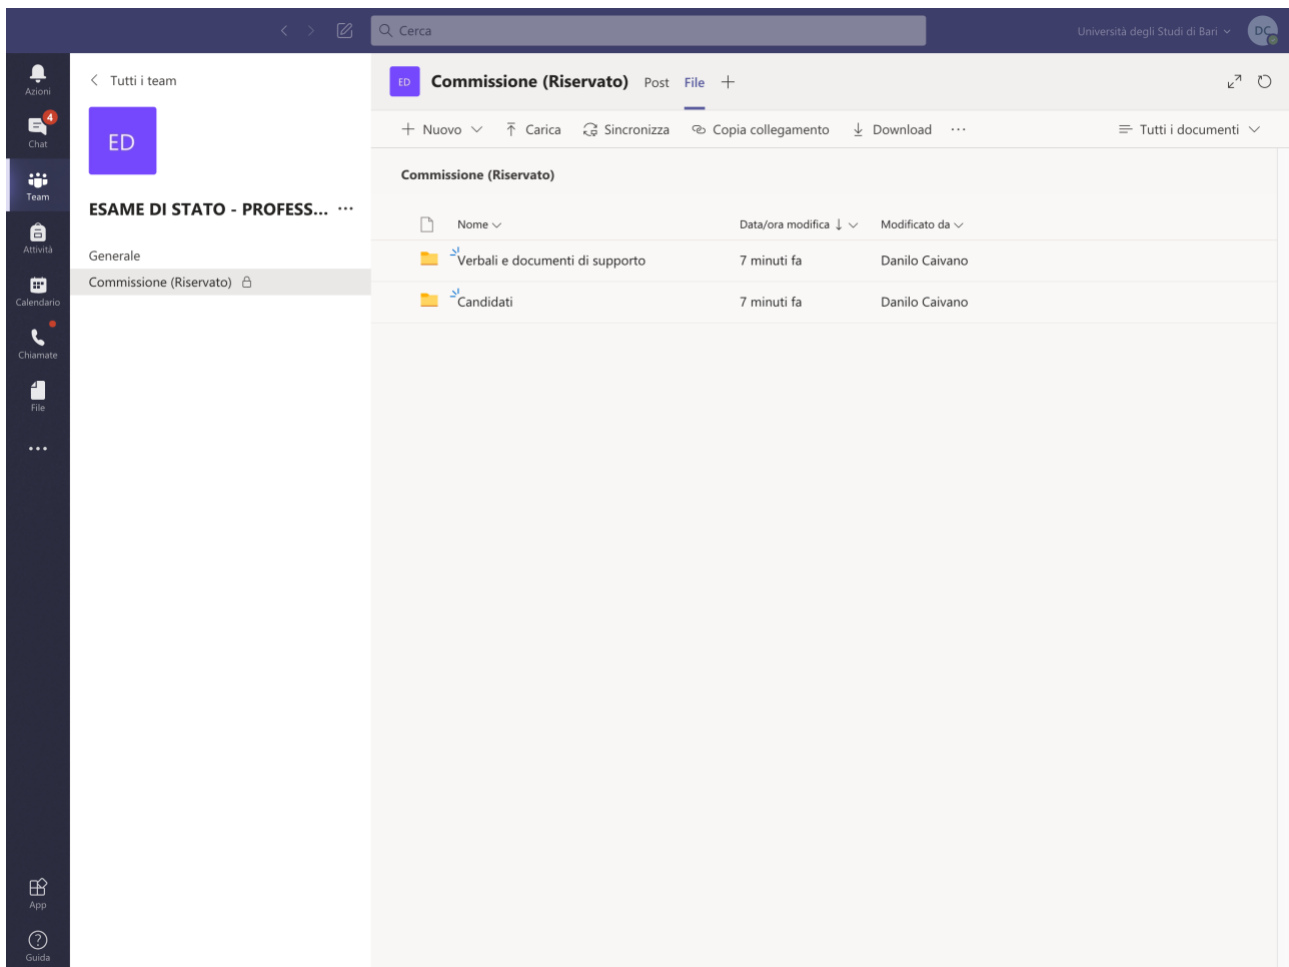 Cerca
Università degli Studi di Bari
DC
Azioni
4
Chat
Team
Attività
Calendario
Chiamate
File
App
Guida
Tutti i team
ED
ESAME DI STATO - PROFESS... ...
Generale
Commissione (Riservato)
ED Commissione (Riservato) Post File +
+ Nuovo Carica Sincronizza Copia collegamento Download ... Tutti i documenti
Commissione (Riservato)
Nome Data/ora modifica ↓ Modificato da
Verbali e documenti di supporto 7 minuti fa Danilo Caivano
Candidati 7 minuti fa Danilo Caivano